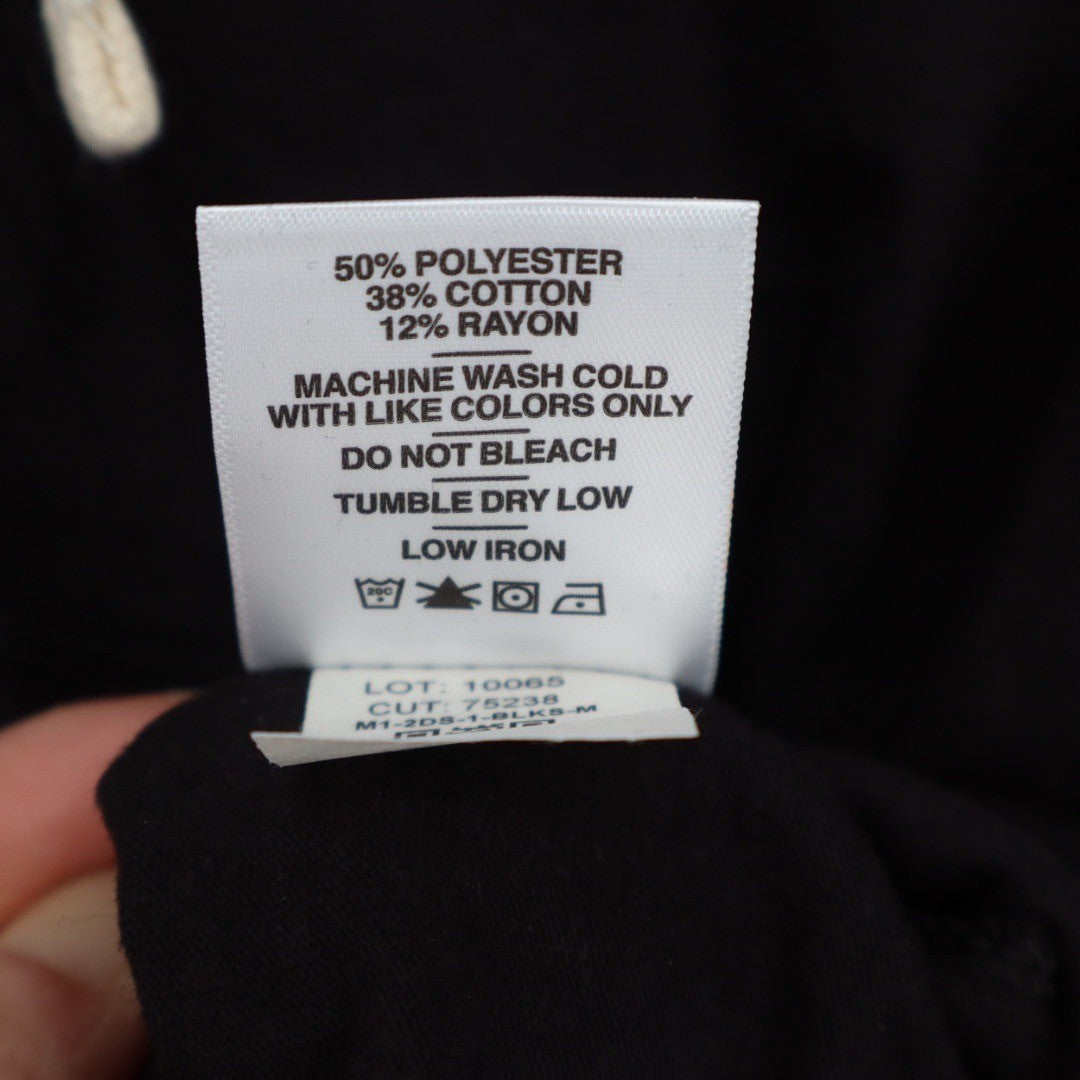 50% POLYESTER
38% COTTON
12% RAYON
MACHINE WASH COLD
WITH LIKE COLORS ONLY
DO NOT BLEACH
TUMBLE DRY LOW
LOW IRON
20C
LOT: 10065
CUT: 75238
M1-2DS-1-BLKS-M